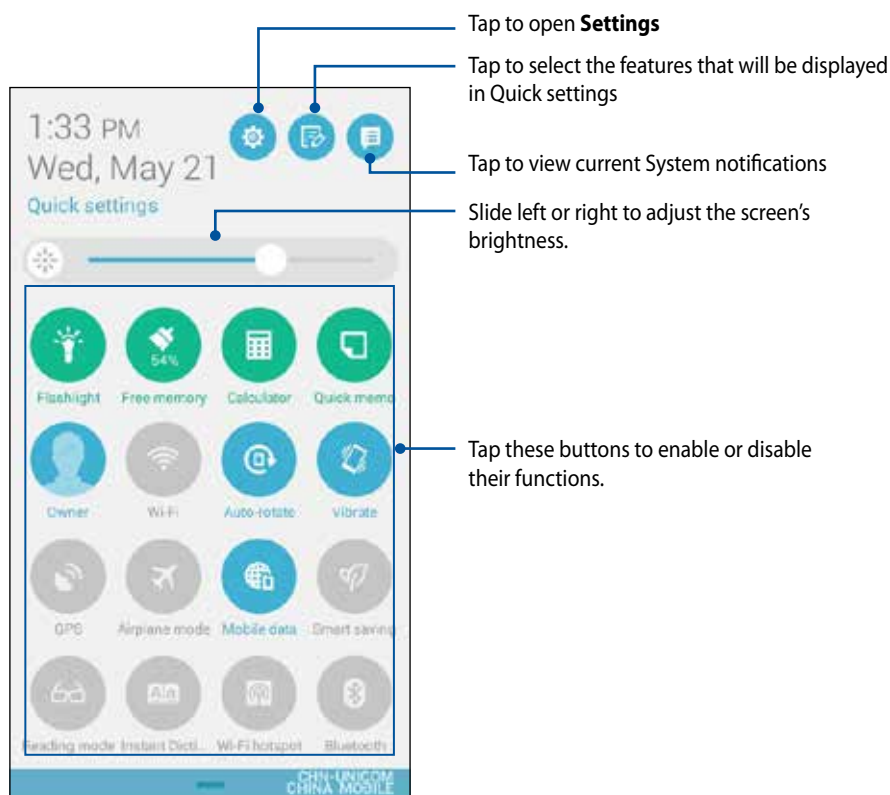 Tap to open Settings
Tap to select the features that will be displayed
in Quick settings
Tap to view current System notifications
Slide left or right to adjust the screen's
brightness.
Tap these buttons to enable or disable
their functions.
1:33 PM
Wed, May 21
Quick settings
54%
Flashlight Free memory Calculator Quick memo
Owner Wi-Fi Auto-rotate Vibrate
GPS Airplane mode Mobile data Smart saving
Reading mode Instant Dicti.. Wi-Fi hotspot Bluetooth
CHN-UNICOM
CHINA MOBILE